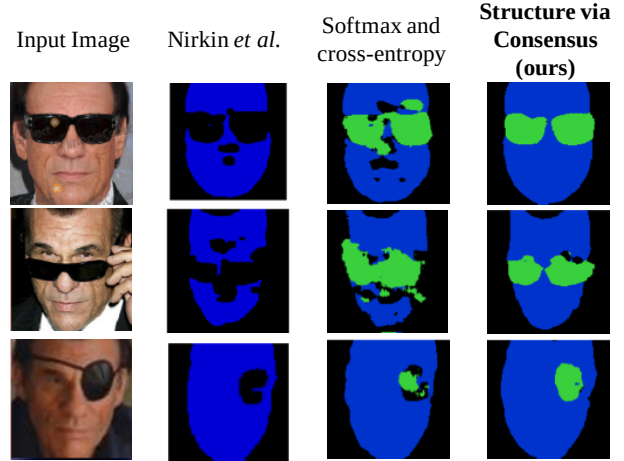 Input Image
Nirkin et al.
Softmax and
cross-entropy
Structure via
Consensus
(ours)